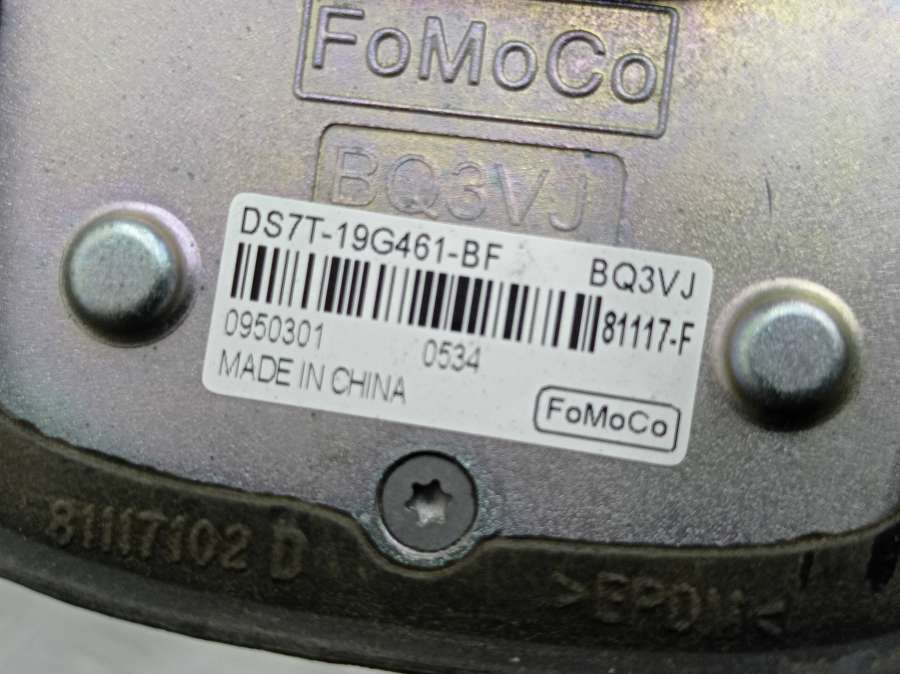 FoMoCo
BQ3VJ
DS7T-19G461-BF BQ3VJ
81117-F
0950301 0534
MADE IN CHINA
FoMoCo
81117102 D
>EPDM<